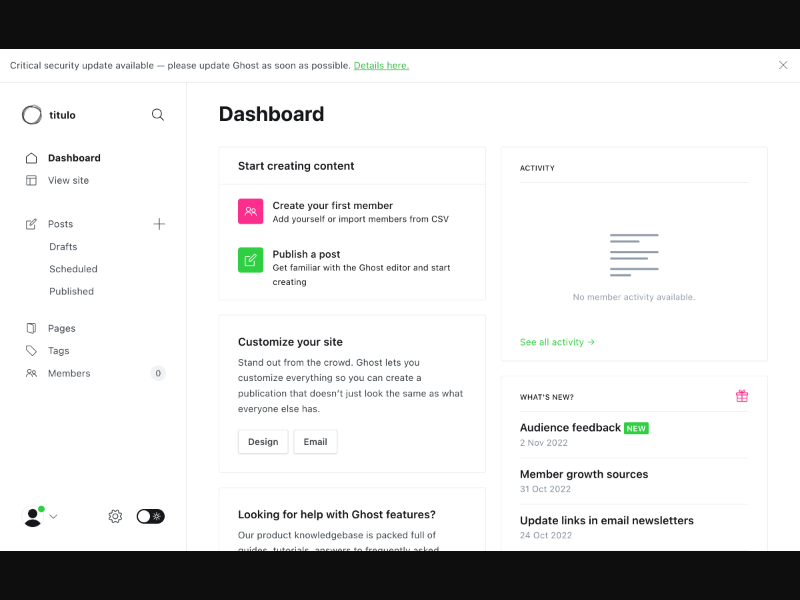 Critical security update available — please update Ghost as soon as possible. Details here.
titulo
Dashboard
View site
Posts
Drafts
Scheduled
Published
Pages
Tags
Members
0
Dashboard
Start creating content
Create your first member
Add yourself or import members from CSV
Publish a post
Get familiar with the Ghost editor and start
creating
Customize your site
Stand out from the crowd. Ghost lets you
customize everything so you can create a
publication that doesn't just look the same as what
everyone else has.
Design
Email
Looking for help with Ghost features?
Our product knowledgebase is packed full of
guides, tutorials, answers to frequently asked
ACTIVITY
No member activity available.
See all activity →
WHAT'S NEW?
Audience feedback NEW
2 Nov 2022
Member growth sources
31 Oct 2022
Update links in email newsletters
24 Oct 2022